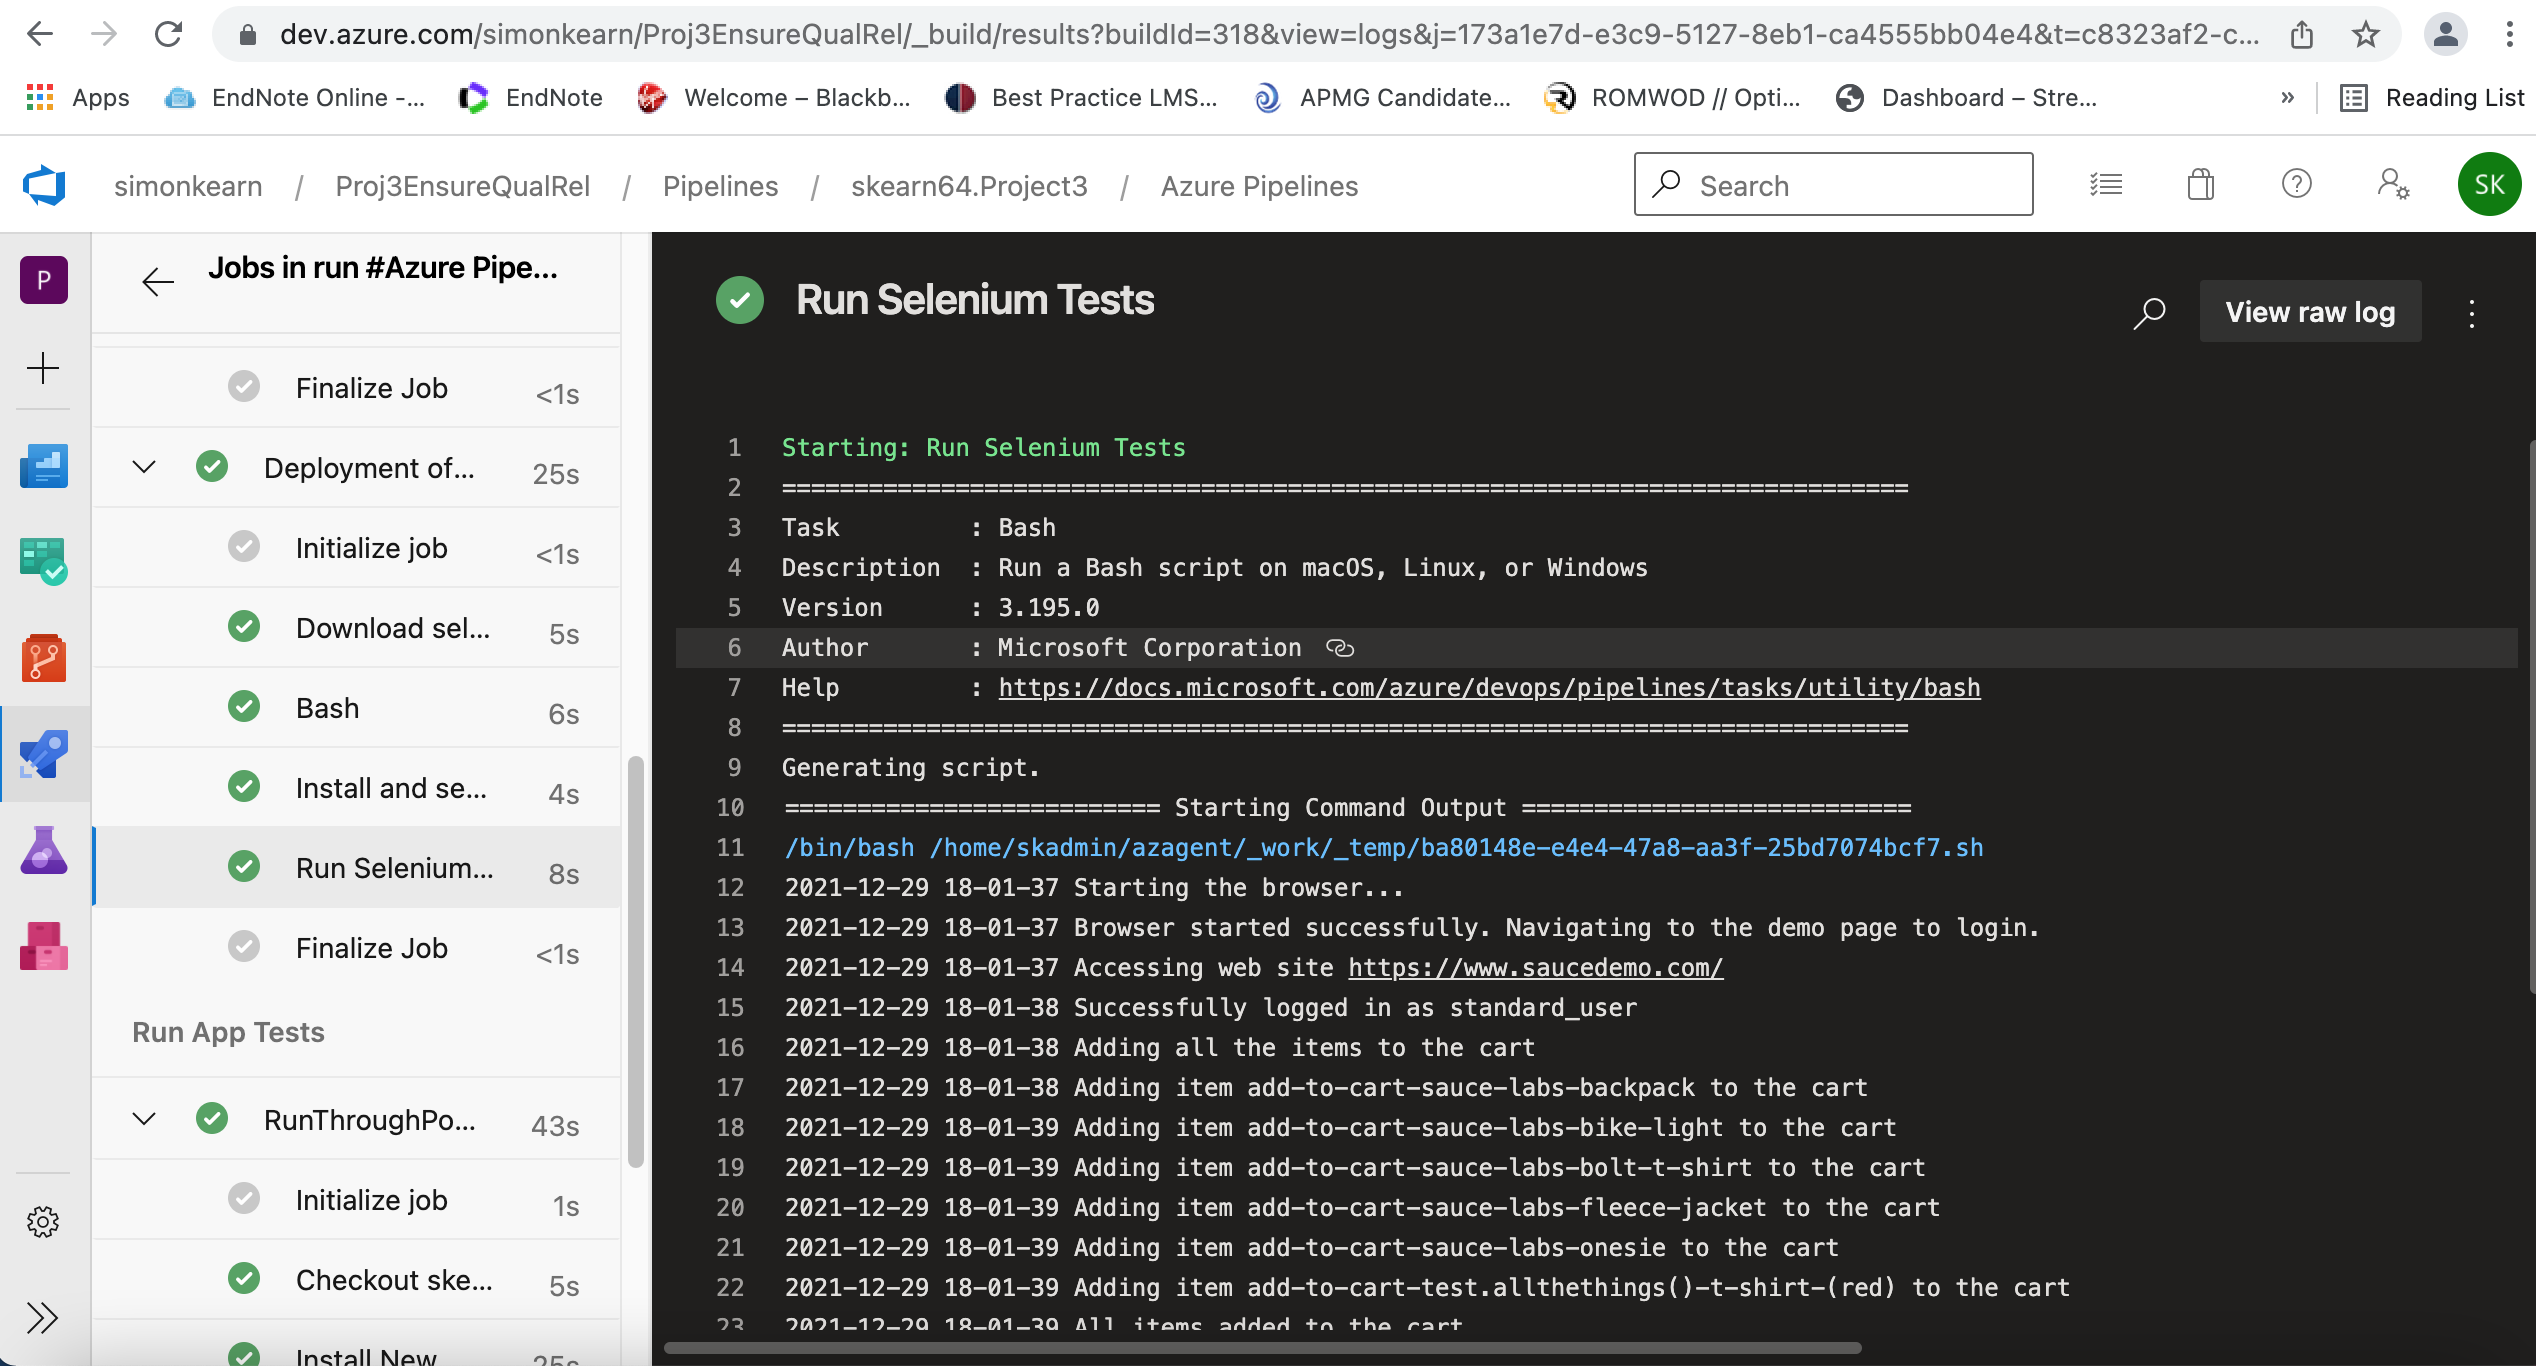 dev.azure.com/simonkearn/Proj3EnsureQualRel/_build/results?buildId=318&view=logs&j=173a1e7d-e3c9-5127-8eb1-ca4555bb04e4&t=c8323af2-c...
Apps EndNote Online -... EndNote Welcome – Blackb... Best Practice LMS... APMG Candidate... ROMWOD // Opti... Dashboard – Stre... » Reading List
simonkearn / Proj3EnsureQualRel / Pipelines / skearn64.Project3 / Azure Pipelines Search SK
P
Jobs in run #Azure Pipe...
Finalize Job <1s
Deployment of... 25s
Initialize job <1s
Download sel... 5s
Bash 6s
Install and se... 4s
Run Selenium... 8s
Finalize Job <1s
Run App Tests
RunThroughPo... 43s
Initialize job 1s
Checkout ske... 5s
Install New 25s
Run Selenium Tests
View raw log
1 Starting: Run Selenium Tests
2 ==============================================================================
3 Task : Bash
4 Description : Run a Bash script on macOS, Linux, or Windows
5 Version : 3.195.0
6 Author : Microsoft Corporation
7 Help : https://docs.microsoft.com/azure/devops/pipelines/tasks/utility/bash
8 ==============================================================================
9 Generating script.
10 ========================== Starting Command Output ===========================
11 /bin/bash /home/skadmin/azagent/_work/_temp/ba80148e-e4e4-47a8-aa3f-25bd7074bcf7.sh
12 2021-12-29 18-01-37 Starting the browser...
13 2021-12-29 18-01-37 Browser started successfully. Navigating to the demo page to login.
14 2021-12-29 18-01-37 Accessing web site https://www.saucedemo.com/
15 2021-12-29 18-01-38 Successfully logged in as standard_user
16 2021-12-29 18-01-38 Adding all the items to the cart
17 2021-12-29 18-01-38 Adding item add-to-cart-sauce-labs-backpack to the cart
18 2021-12-29 18-01-39 Adding item add-to-cart-sauce-labs-bike-light to the cart
19 2021-12-29 18-01-39 Adding item add-to-cart-sauce-labs-bolt-t-shirt to the cart
20 2021-12-29 18-01-39 Adding item add-to-cart-sauce-labs-fleece-jacket to the cart
21 2021-12-29 18-01-39 Adding item add-to-cart-sauce-labs-onesie to the cart
22 2021-12-29 18-01-39 Adding item add-to-cart-test.allthethings()-t-shirt-(red) to the cart
23 2021-12-29 18-01-39 All items added to the cart